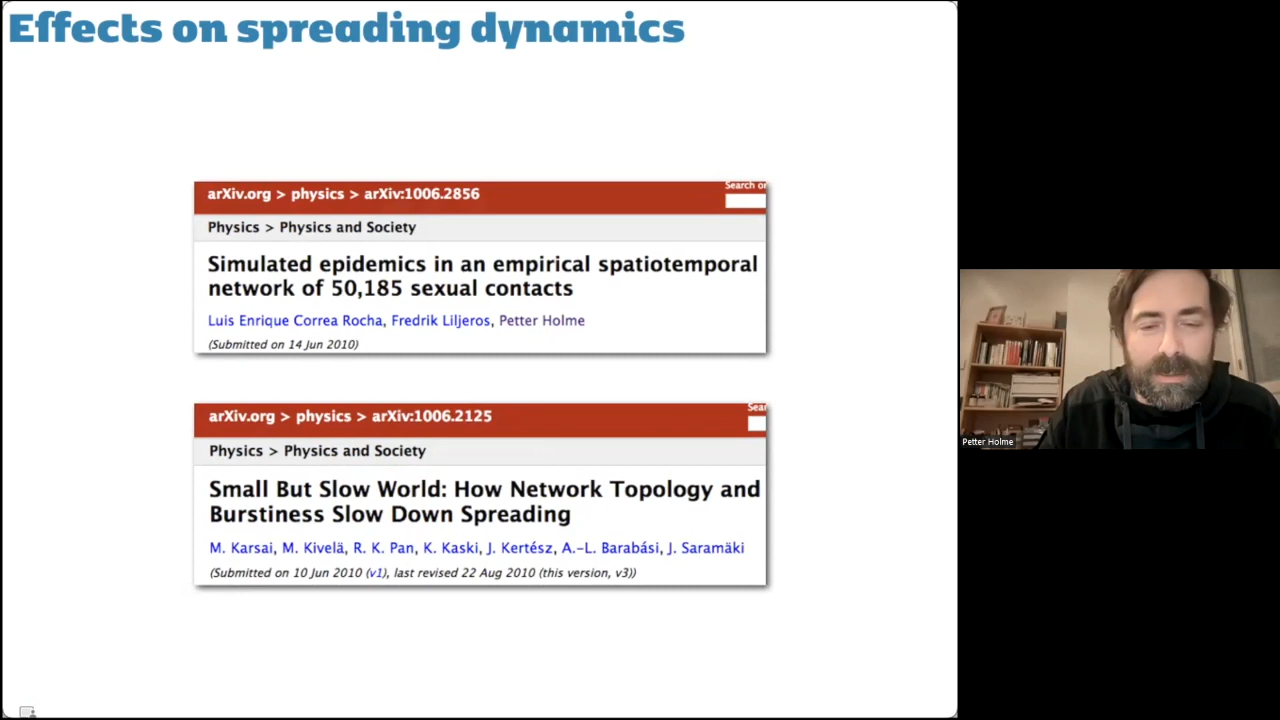 Effects on spreading dynamics
arXiv.org > physics > arXiv:1006.2856
Search or
Physics > Physics and Society
Simulated epidemics in an empirical spatiotemporal
network of 50,185 sexual contacts
Luis Enrique Correa Rocha, Fredrik Liljeros, Petter Holme
(Submitted on 14 Jun 2010)
arXiv.org > physics > arXiv:1006.2125
Sear
Physics > Physics and Society
Small But Slow World: How Network Topology and
Burstiness Slow Down Spreading
M. Karsai, M. Kivelä, R. K. Pan, K. Kaski, J. Kertész, A.-L. Barabási, J. Saramäki
(Submitted on 10 Jun 2010 (v1), last revised 22 Aug 2010 (this version, v3))
Petter Holme